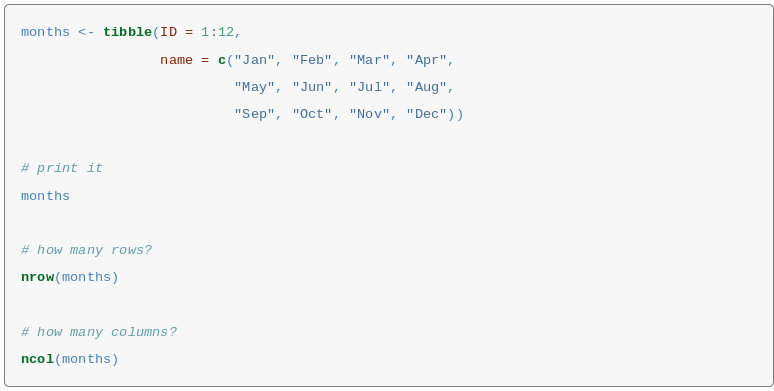 months <- tibble(ID = 1:12,
                 name = c("Jan", "Feb", "Mar", "Apr",
                          "May", "Jun", "Jul", "Aug",
                          "Sep", "Oct", "Nov", "Dec"))
# print it
months
# how many rows?
nrow(months)
# how many columns?
ncol(months)